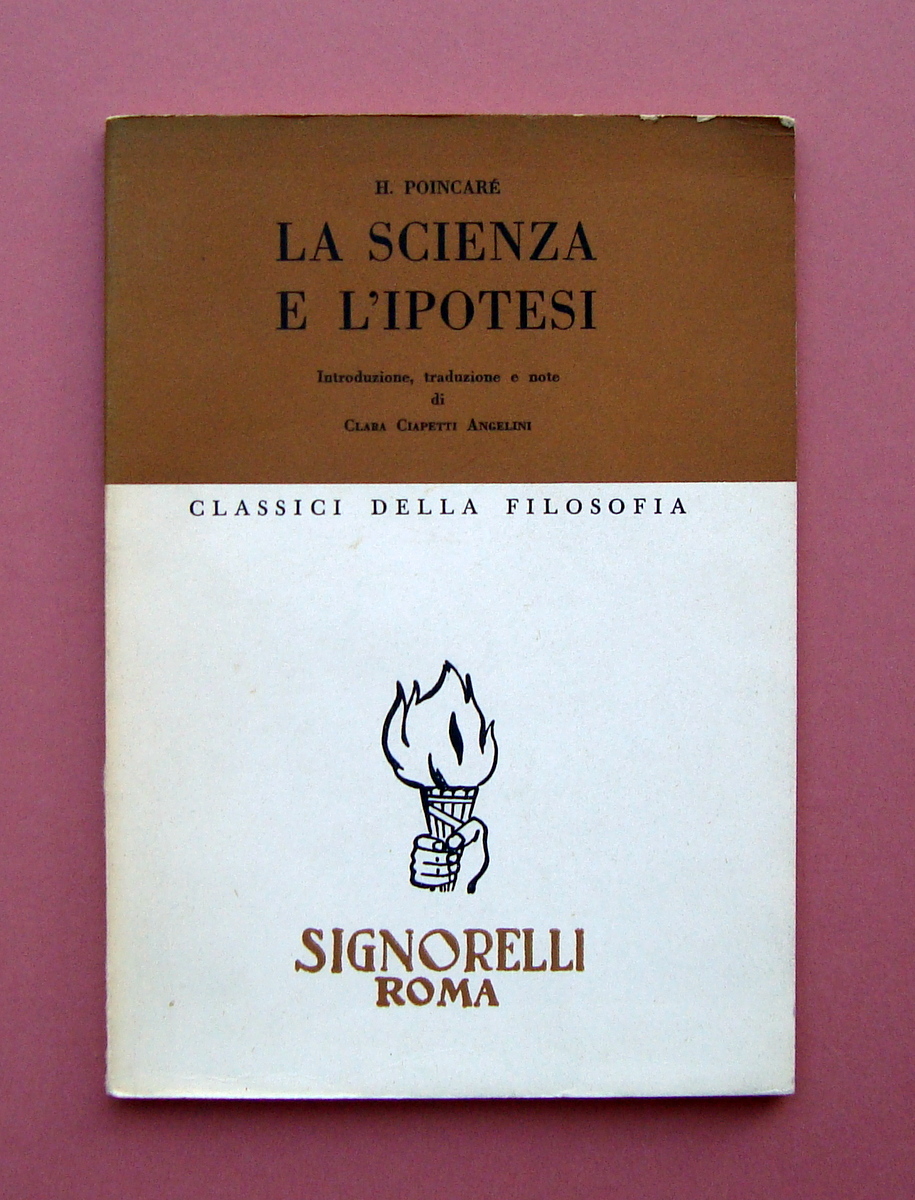 H. POINCARÉ
LA SCIENZA
E L'IPOTESI
Introduzione, traduzione e note
di
CLARA CIAPETTI ANGELINI
CLASSICI DELLA FILOSOFIA
SIGNORELLI
ROMA